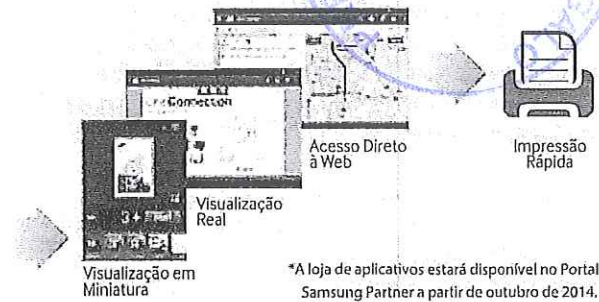 Connection
Acesso Direto
à Web
Impressão
Rápida
Visualização
Real
Visualização em
Miniatura
*A loja de aplicativos estará disponível no Portal
Samsung Partner a partir de outubro de 2014.